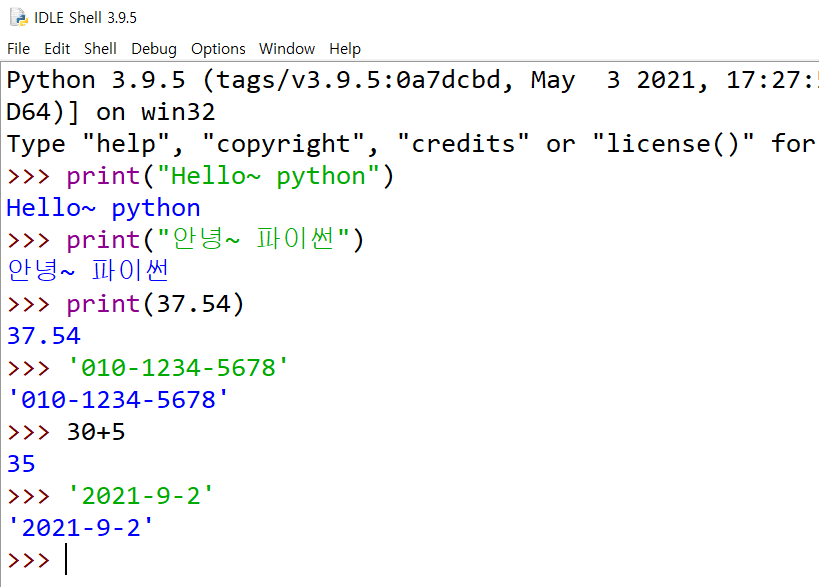 IDLE Shell 3.9.5
File Edit Shell Debug Options Window Help
Python 3.9.5 (tags/v3.9.5:0a7dcbd, May  3 2021, 17:27:
D64)] on win32
Type "help", "copyright", "credits" or "license()" for
>>> print("Hello~ python")
Hello~ python
>>> print("안녕~ 파이썬")
안녕~ 파이썬
>>> print(37.54)
37.54
>>> '010-1234-5678'
'010-1234-5678'
>>> 30+5
35
>>> '2021-9-2'
'2021-9-2'
>>>